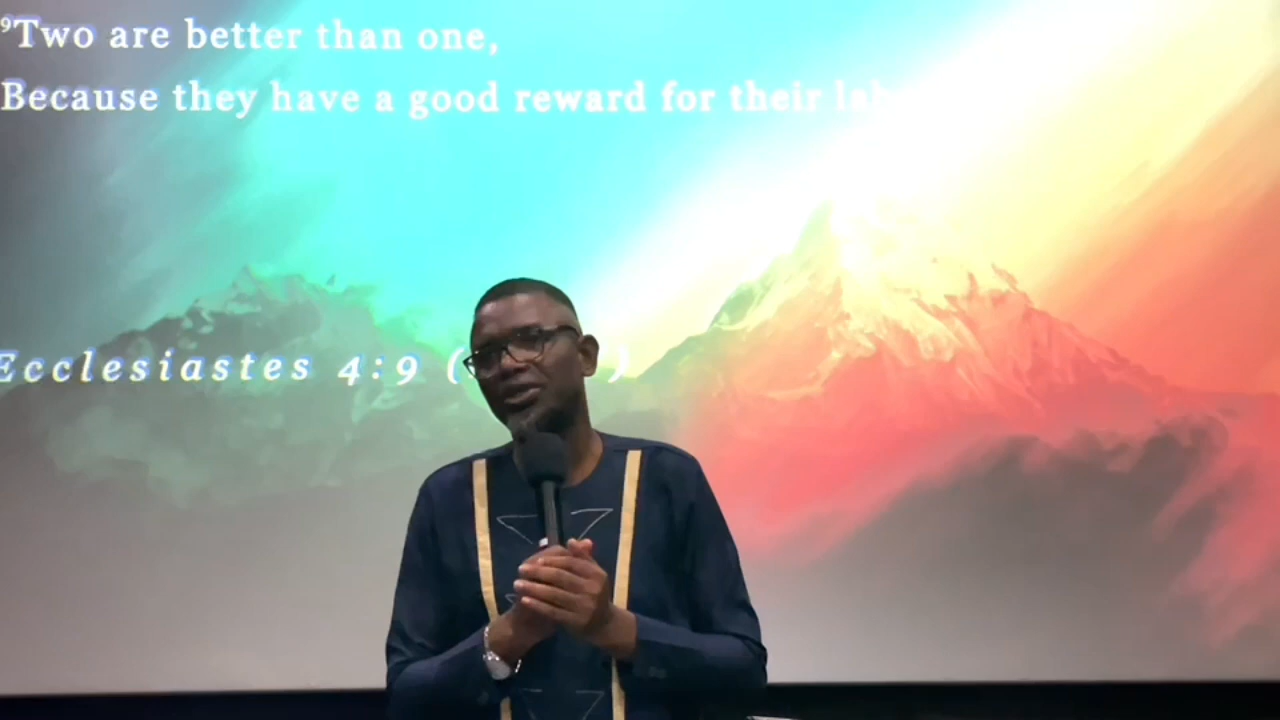 ⁹Two are better than one,
Because they have a good reward for their
Ecclesiastes 4:9 ( )